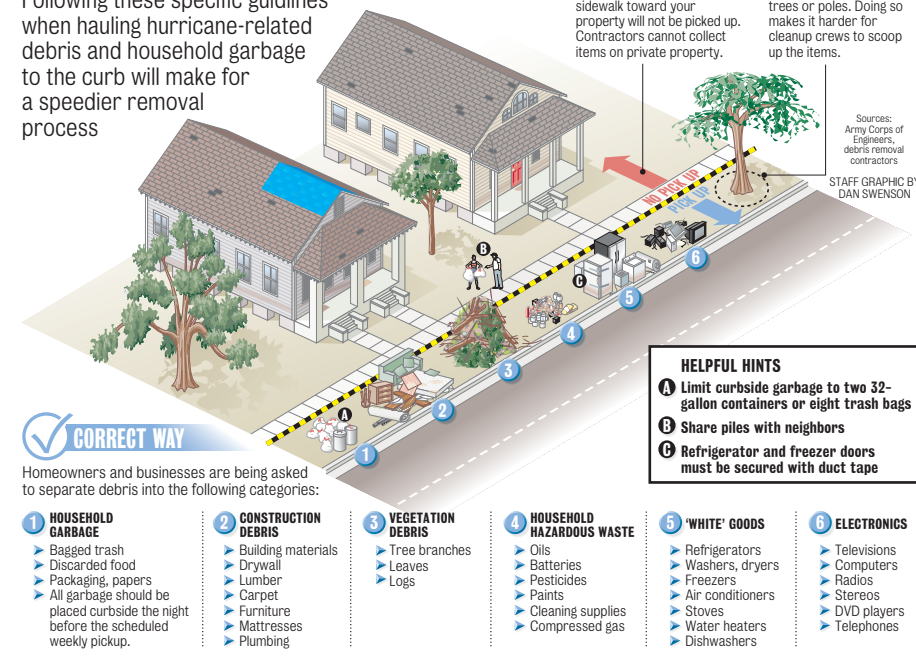 Following these specific guidlines
when hauling hurricane-related
debris and household garbage
to the curb will make for
a speedier removal
process
sidewalk toward your
property will not be picked up.
Contractors cannot collect
items on private property.
trees or poles. Doing so
makes it harder for
cleanup crews to scoop
up the items.
Sources:
Army Corps of
Engineers,
debris removal
contractors
STAFF GRAPHIC BY
DAN SWENSON
NO PICK UP
PICK UP
B
C
A
1
2
3
4
5
6
HELPFUL HINTS
A Limit curbside garbage to two 32-
gallon containers or eight trash bags
B Share piles with neighbors
C Refrigerator and freezer doors
must be secured with duct tape
CORRECT WAY
Homeowners and businesses are being asked
to separate debris into the following categories:
1 HOUSEHOLD
GARBAGE
Bagged trash
Discarded food
Packaging, papers
All garbage should be
placed curbside the night
before the scheduled
weekly pickup.
2 CONSTRUCTION
DEBRIS
Building materials
Drywall
Lumber
Carpet
Furniture
Mattresses
Plumbing
3 VEGETATION
DEBRIS
Tree branches
Leaves
Logs
4 HOUSEHOLD
HAZARDOUS WASTE
Oils
Batteries
Pesticides
Paints
Cleaning supplies
Compressed gas
5 'WHITE' GOODS
Refrigerators
Washers, dryers
Freezers
Air conditioners
Stoves
Water heaters
Dishwashers
6 ELECTRONICS
Televisions
Computers
Radios
Stereos
DVD players
Telephones